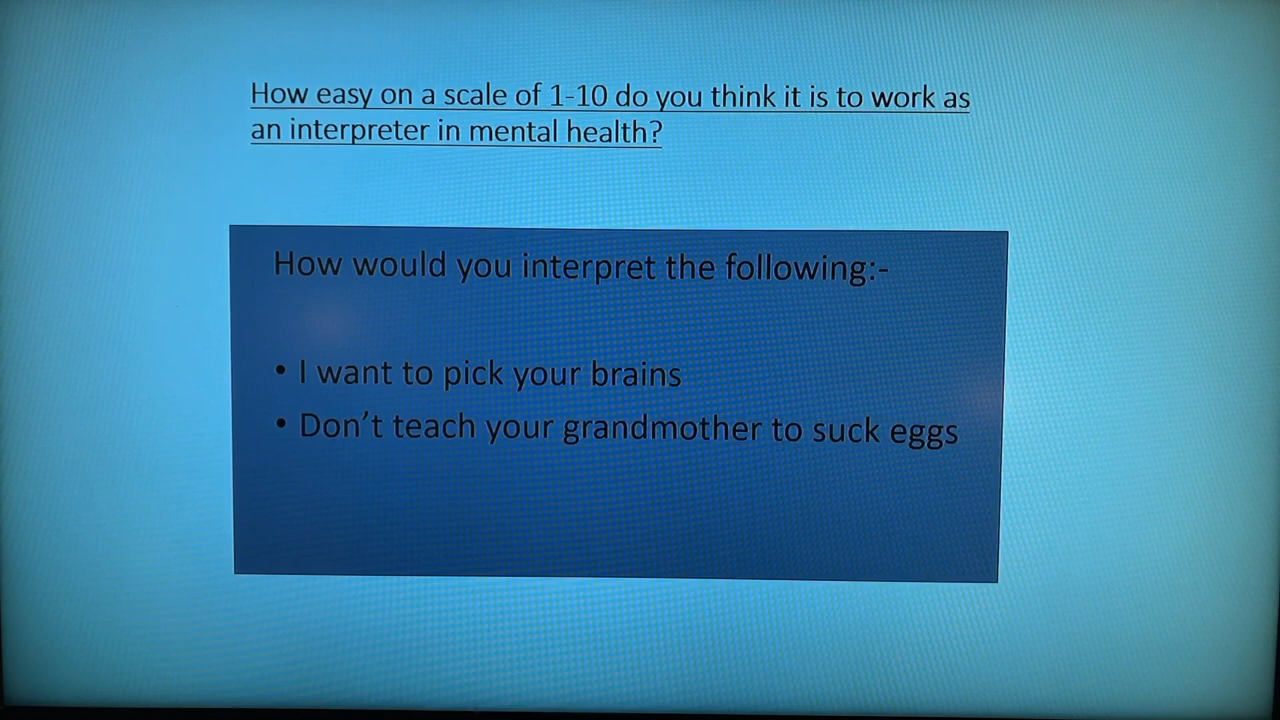 How easy on a scale of 1-10 do you think it is to work as
an interpreter in mental health?
How would you interpret the following:-
• I want to pick your brains
• Don’t teach your grandmother to suck eggs